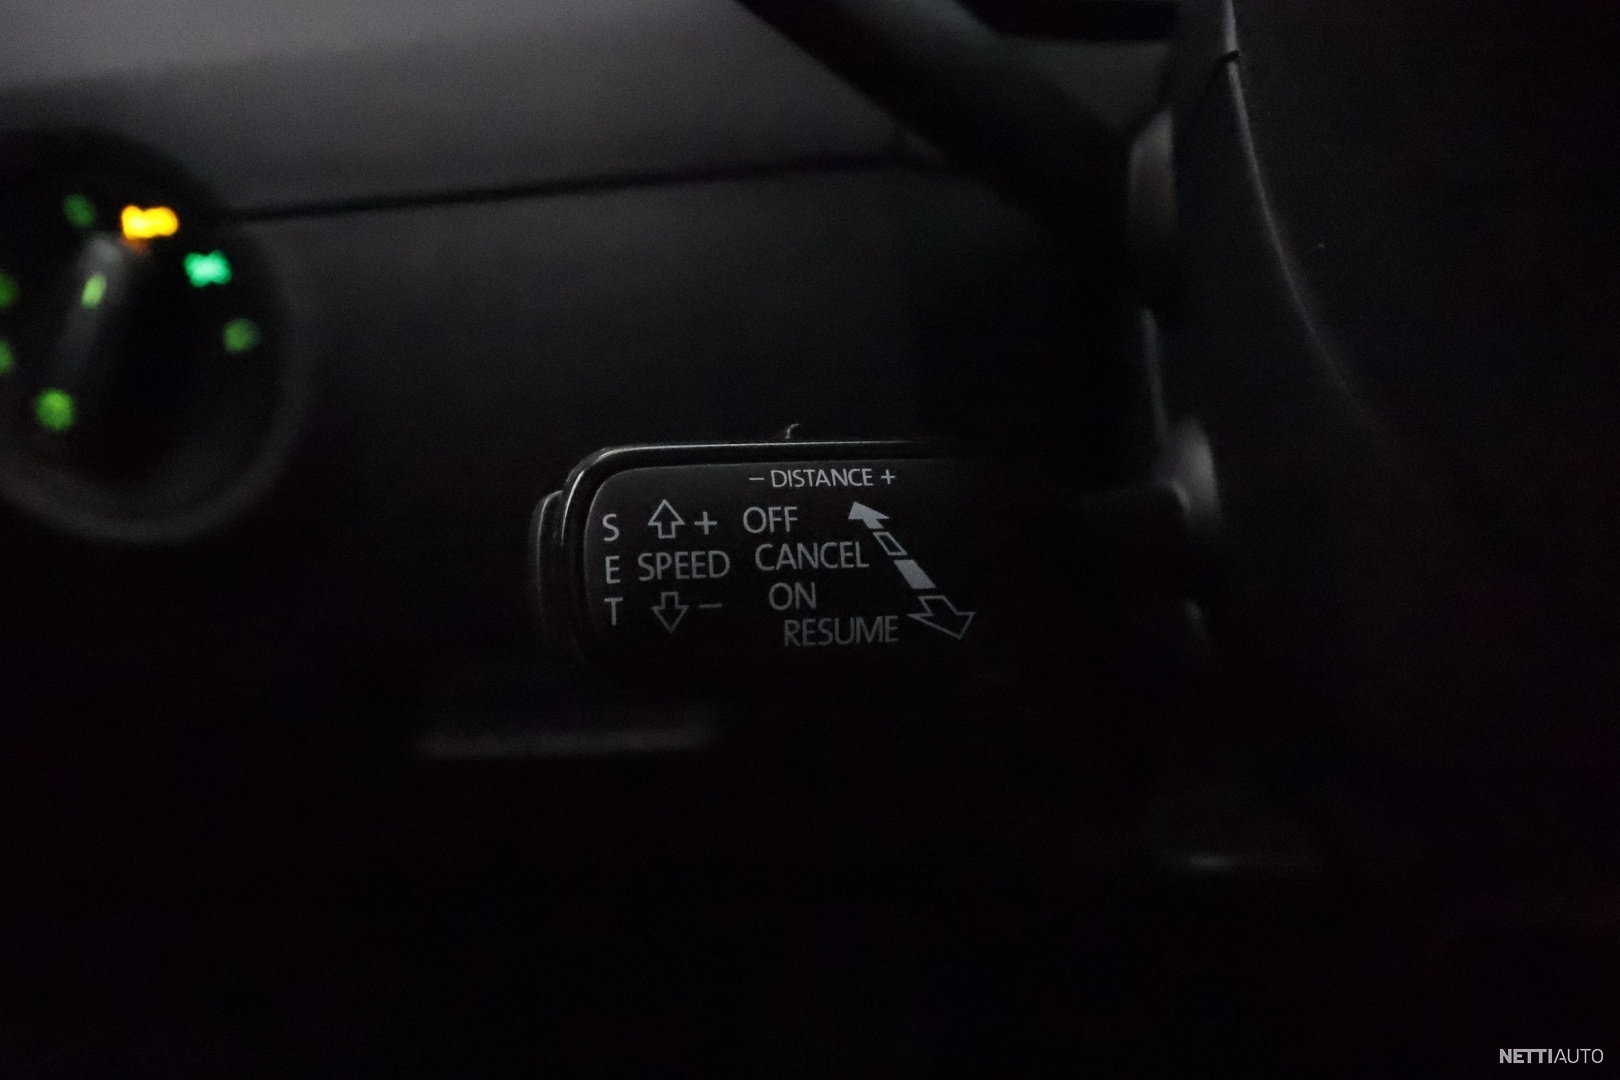 – DISTANCE +
S + OFF
E SPEED CANCEL
T – ON
RESUME
NETTIAUTO